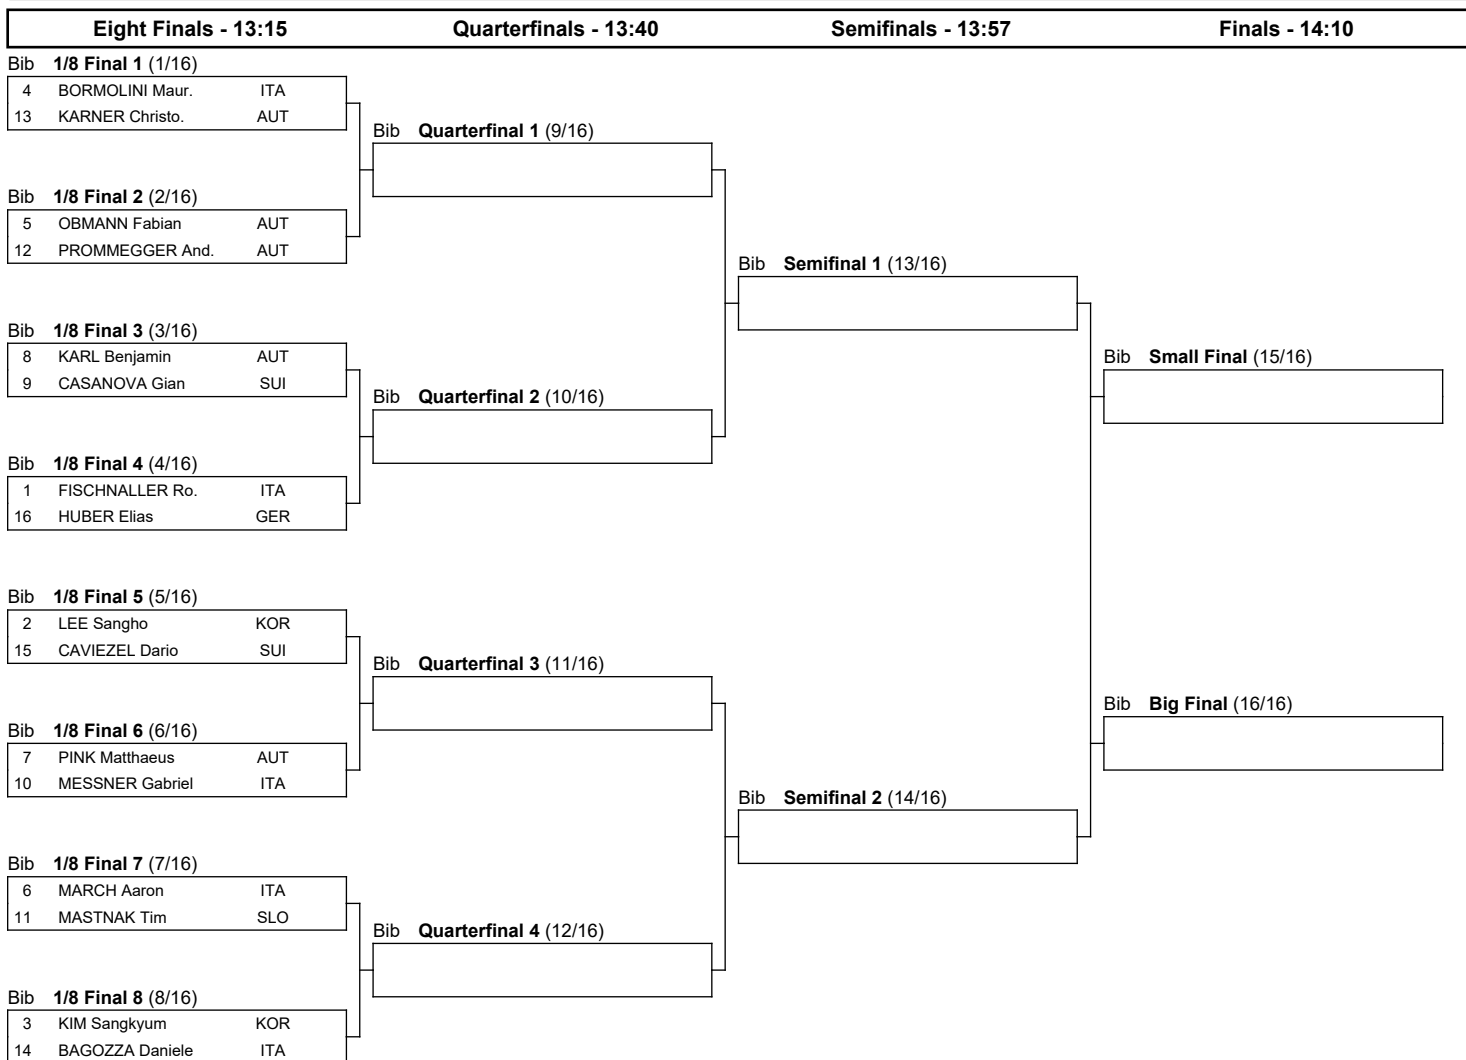 Eight Finals - 13:15 Quarterfinals - 13:40 Semifinals - 13:57 Finals - 14:10
Bib 1/8 Final 1 (1/16)
4 BORMOLINI Maur. ITA
13 KARNER Christo. AUT
Bib Quarterfinal 1 (9/16)
Bib 1/8 Final 2 (2/16)
5 OBMANN Fabian AUT
12 PROMMEGGER And. AUT
Bib Semifinal 1 (13/16)
Bib 1/8 Final 3 (3/16)
8 KARL Benjamin AUT
9 CASANOVA Gian SUI
Bib Small Final (15/16)
Bib Quarterfinal 2 (10/16)
Bib 1/8 Final 4 (4/16)
1 FISCHNALLER Ro. ITA
16 HUBER Elias GER
Bib 1/8 Final 5 (5/16)
2 LEE Sangho KOR
15 CAVIEZEL Dario SUI
Bib Quarterfinal 3 (11/16)
Bib Big Final (16/16)
Bib 1/8 Final 6 (6/16)
7 PINK Matthaeus AUT
10 MESSNER Gabriel ITA
Bib Semifinal 2 (14/16)
Bib 1/8 Final 7 (7/16)
6 MARCH Aaron ITA
11 MASTNAK Tim SLO
Bib Quarterfinal 4 (12/16)
Bib 1/8 Final 8 (8/16)
3 KIM Sangkyum KOR
14 BAGOZZA Daniele ITA